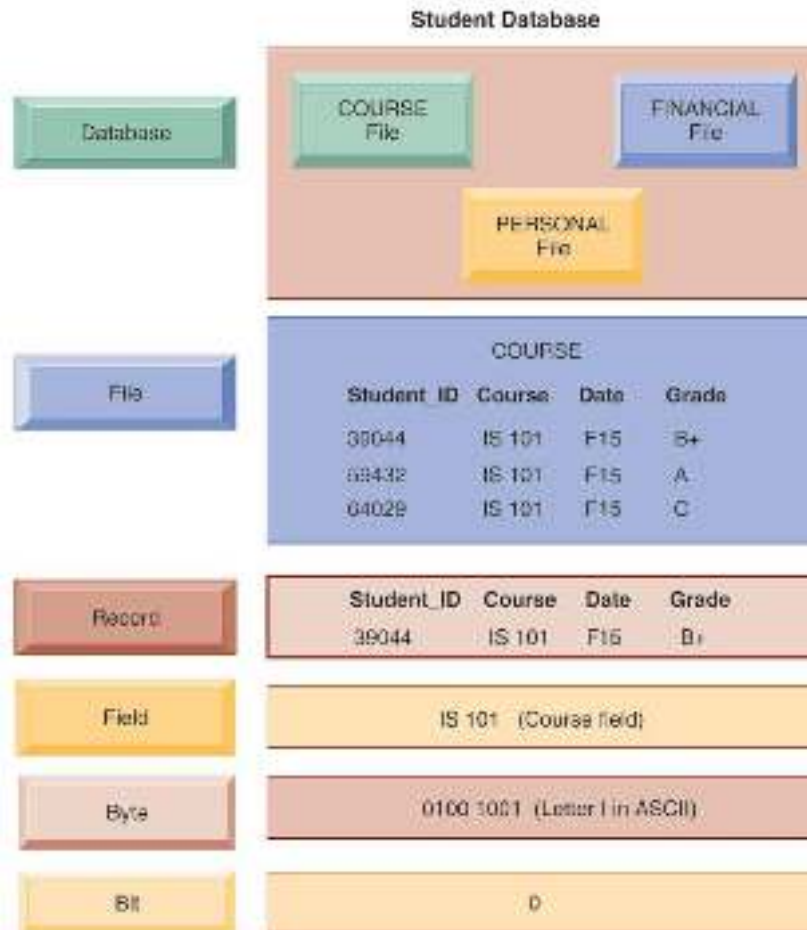 Student Database
Database
COURSE
File
FINANCIAL
File
PERSONAL
File
File
COURSE
Student_ID Course Date Grade
39044 IS 101 F15 B+
59432 IS 101 F15 A
64029 IS 101 F15 C
Record
Student_ID Course Date Grade
39044 IS 101 F15 B+
Field
IS 101 (Course field)
Byte
0100 1001 (Letter I in ASCII)
Bit
0